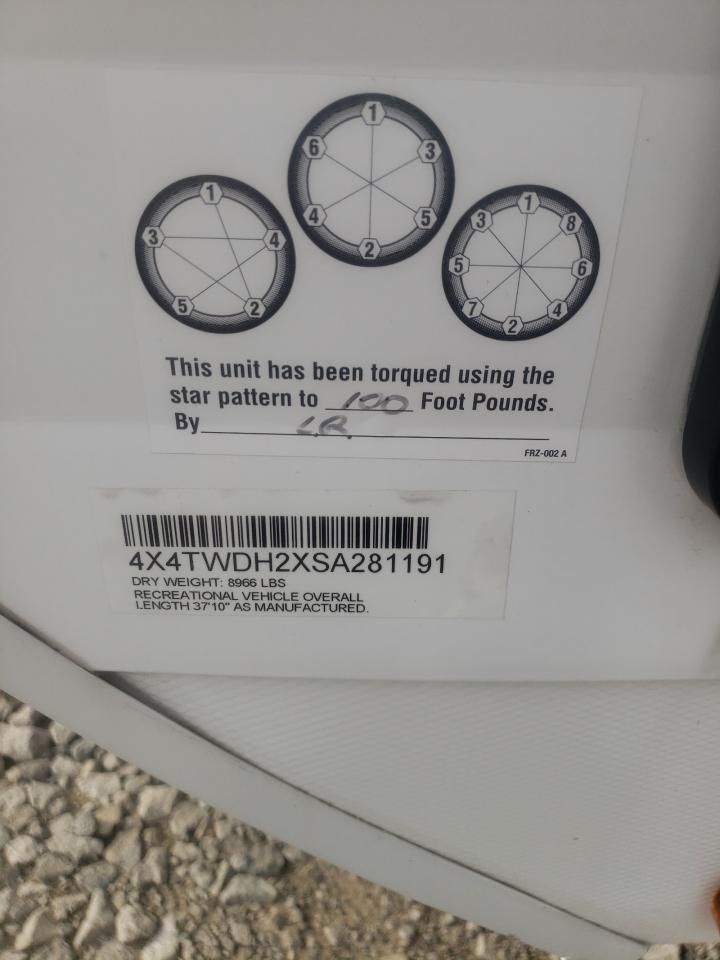 1
6 3
4 5
2
1
3 4
5 2
1
3 8
5 6
7 4
2
This unit has been torqued using the
star pattern to 100 Foot Pounds.
By L.R.
FRZ-002 A
4X4TWDH2XSA281191
DRY WEIGHT: 8966 LBS
RECREATIONAL VEHICLE OVERALL
LENGTH 37'10" AS MANUFACTURED.